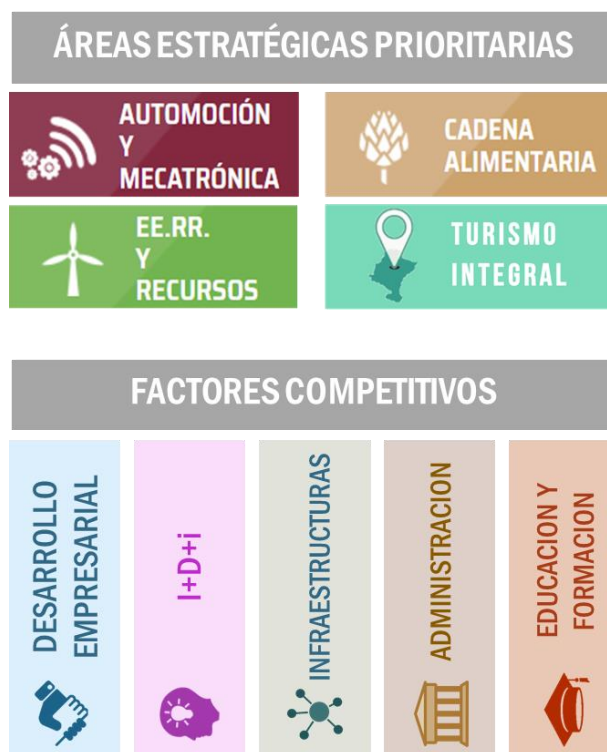 ÁREAS ESTRATÉGICAS PRIORITARIAS
AUTOMOCIÓN
Y
MECATRÓNICA
CADENA
ALIMENTARIA
EE.RR.
Y
RECURSOS
TURISMO
INTEGRAL
FACTORES COMPETITIVOS
DESARROLLO
EMPRESARIAL
I+D+i
INFRAESTRUCTURAS
ADMINISTRACION
EDUCACION Y
FORMACION